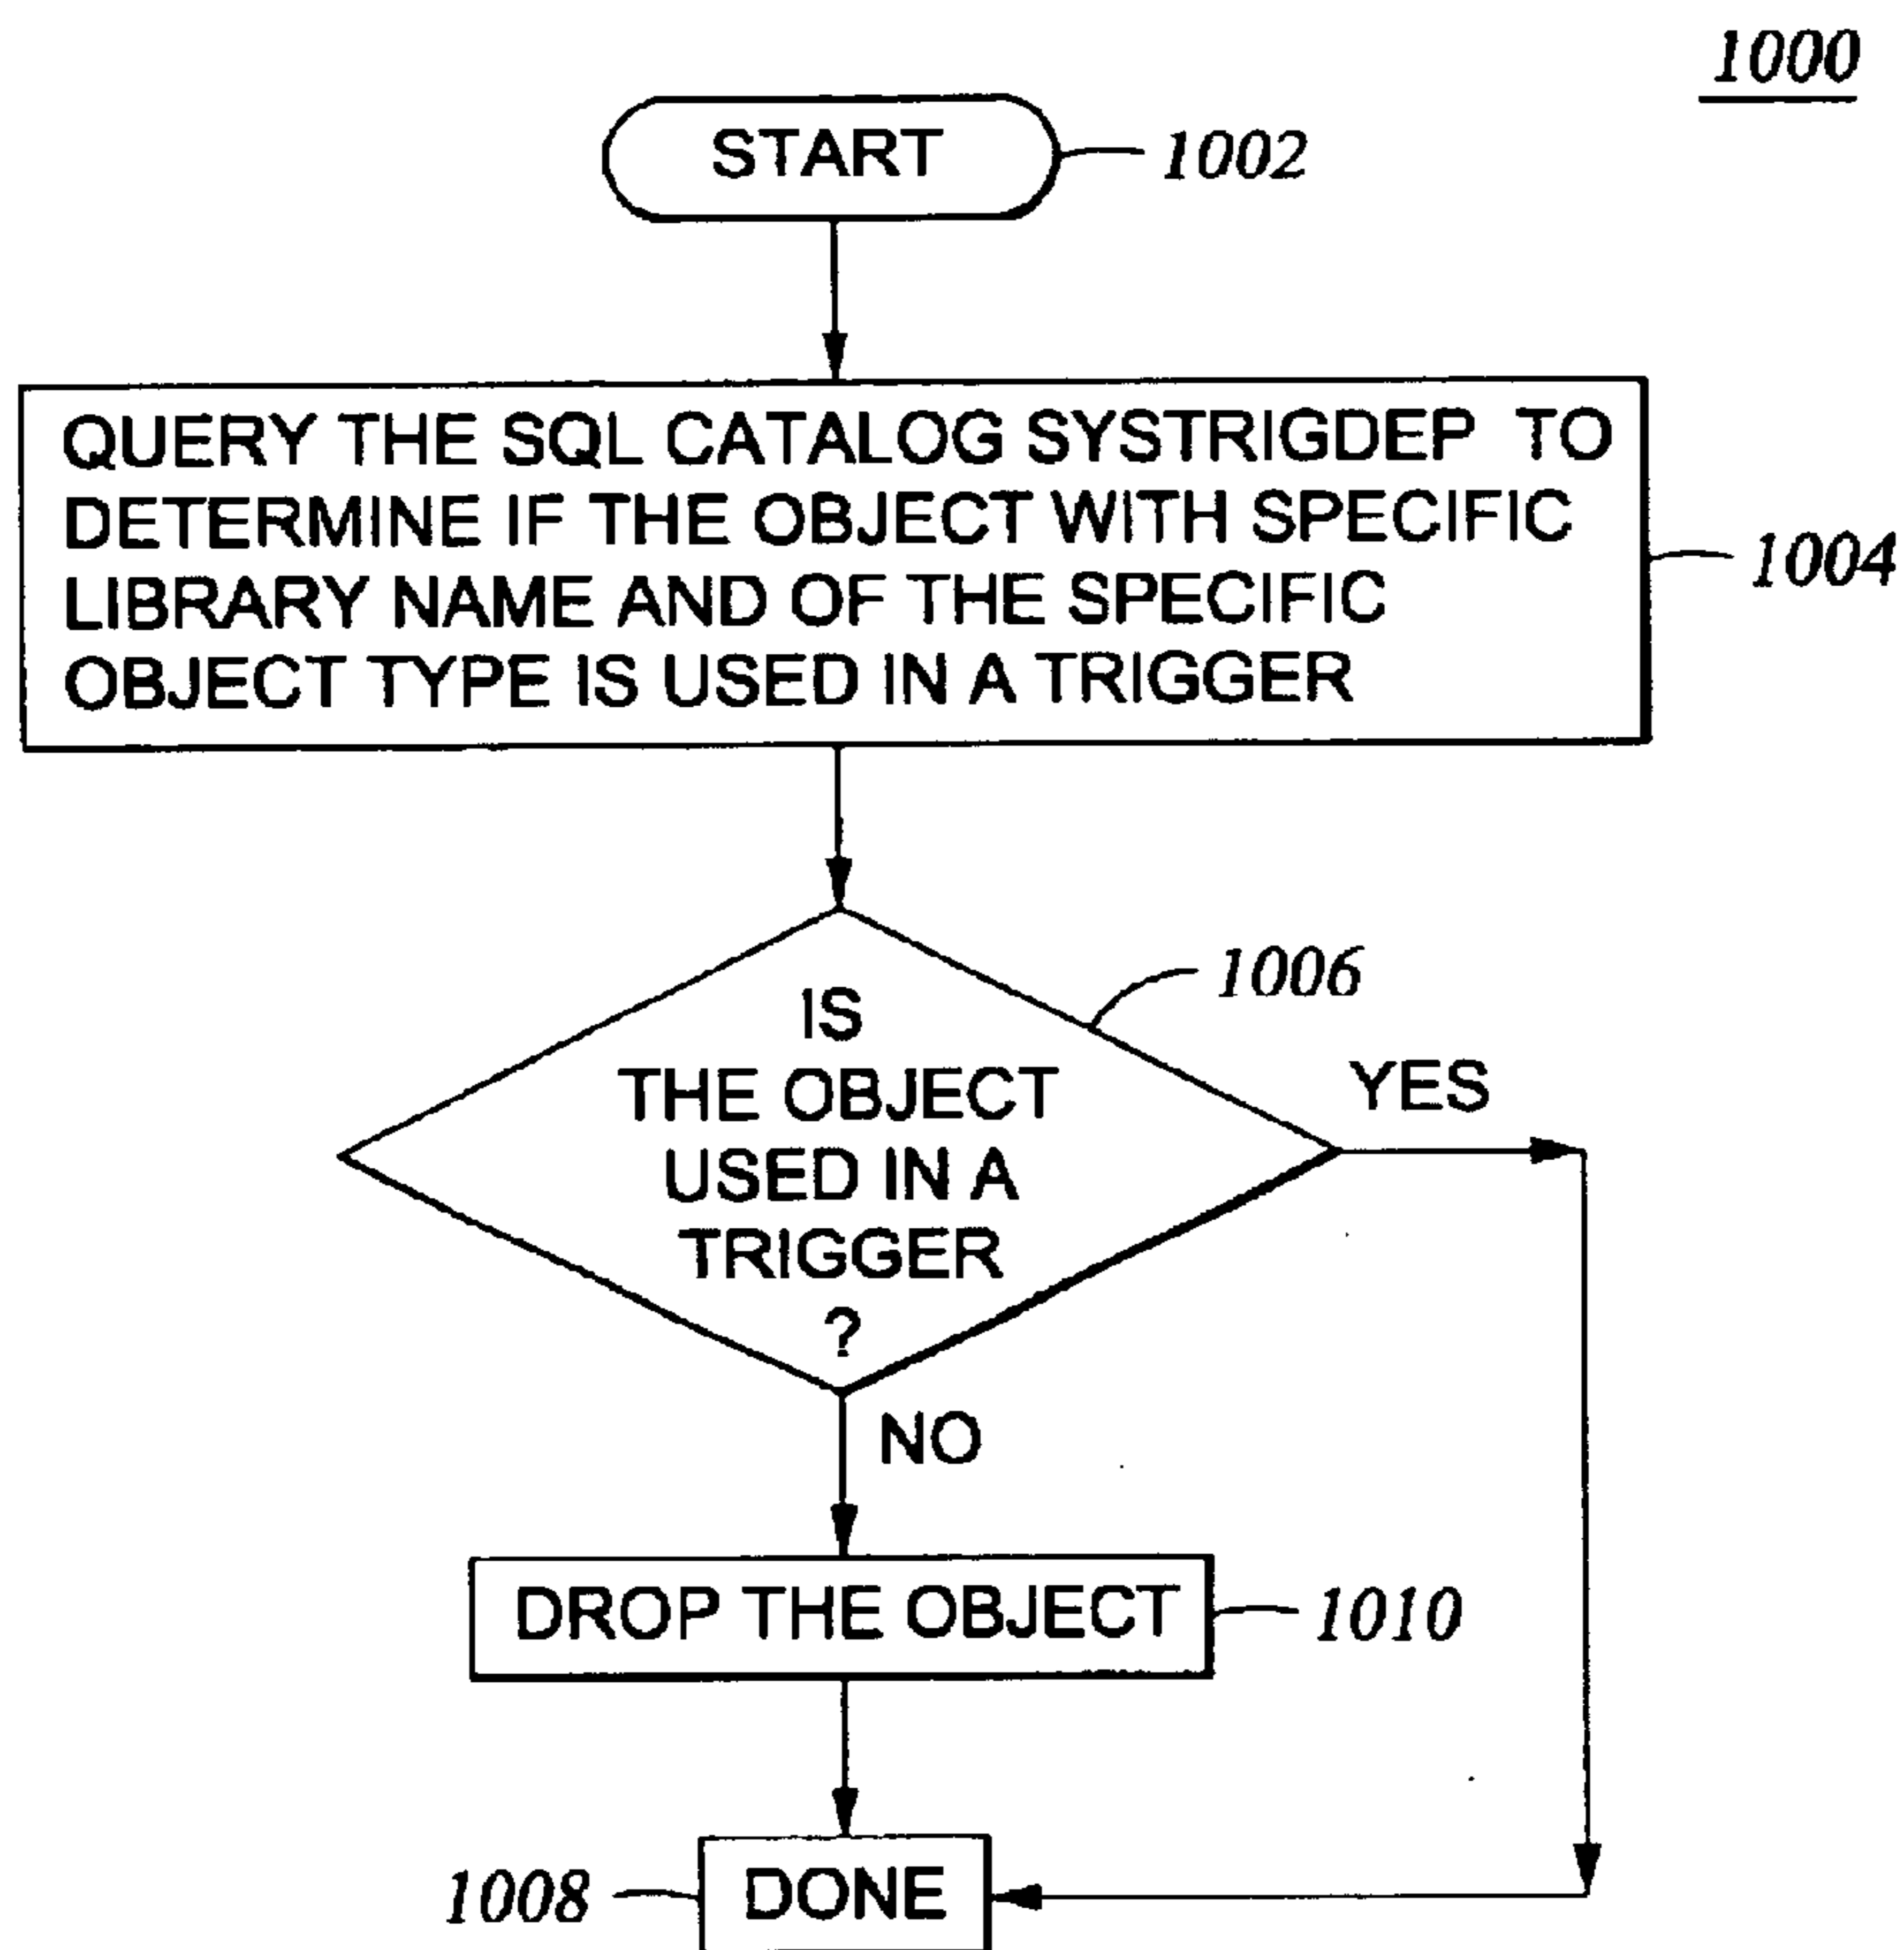 1000
START
1002
QUERY THE SQL CATALOG SYSTRIGDEP TO
DETERMINE IF THE OBJECT WITH SPECIFIC
LIBRARY NAME AND OF THE SPECIFIC
OBJECT TYPE IS USED IN A TRIGGER
1004
1006
IS
THE OBJECT
USED IN A
TRIGGER
?
YES
NO
DROP THE OBJECT
1010
1008
DONE